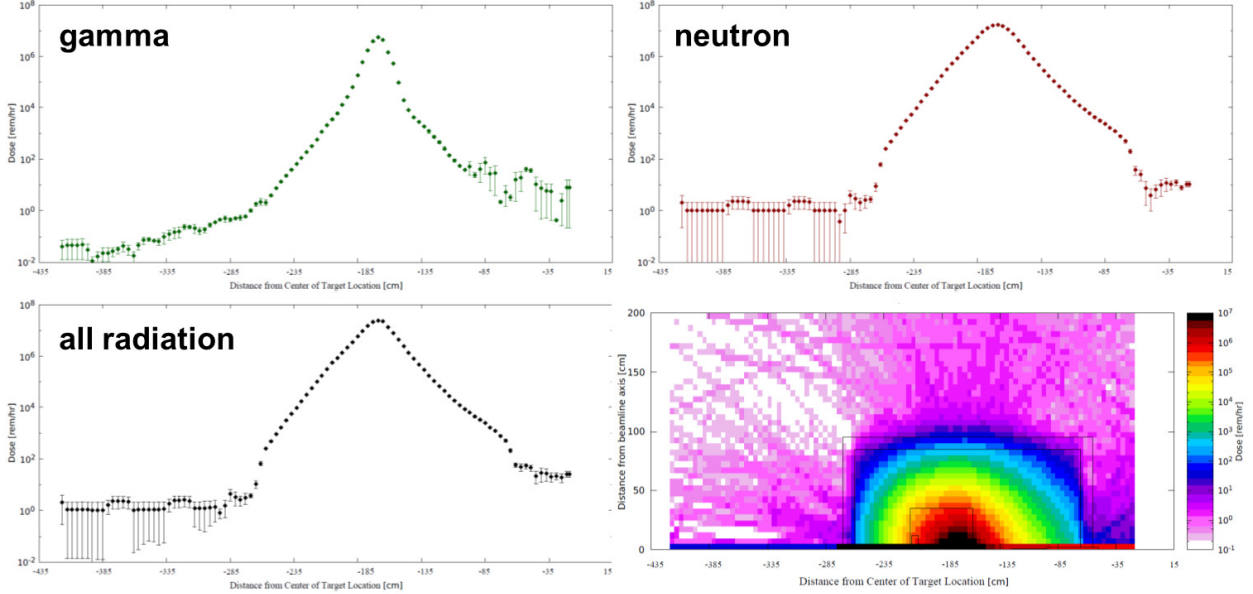 gamma
Dose [rem/hr]
10^8
10^6
10^4
10^2
10^0
10^-2
-435 -385 -335 -285 -235 -185 -135 -85 -35 15
Distance from Center of Target Location [cm]
neutron
Dose [rem/hr]
10^8
10^6
10^4
10^2
10^0
10^-2
-435 -385 -335 -285 -235 -185 -135 -85 -35 15
Distance from Center of Target Location [cm]
all radiation
Dose [rem/hr]
10^8
10^6
10^4
10^2
10^0
10^-2
-435 -385 -335 -285 -235 -185 -135 -85 -35 15
Distance from Center of Target Location [cm]
Distance from beamline axis [cm]
200
150
100
50
0
-435 -385 -335 -285 -235 -185 -135 -85 -35 15
Distance from Center of Target Location [cm]
10^7
10^6
10^5
10^4
10^3
10^2
10^1
10^0
10^-1
Dose [rem/hr]